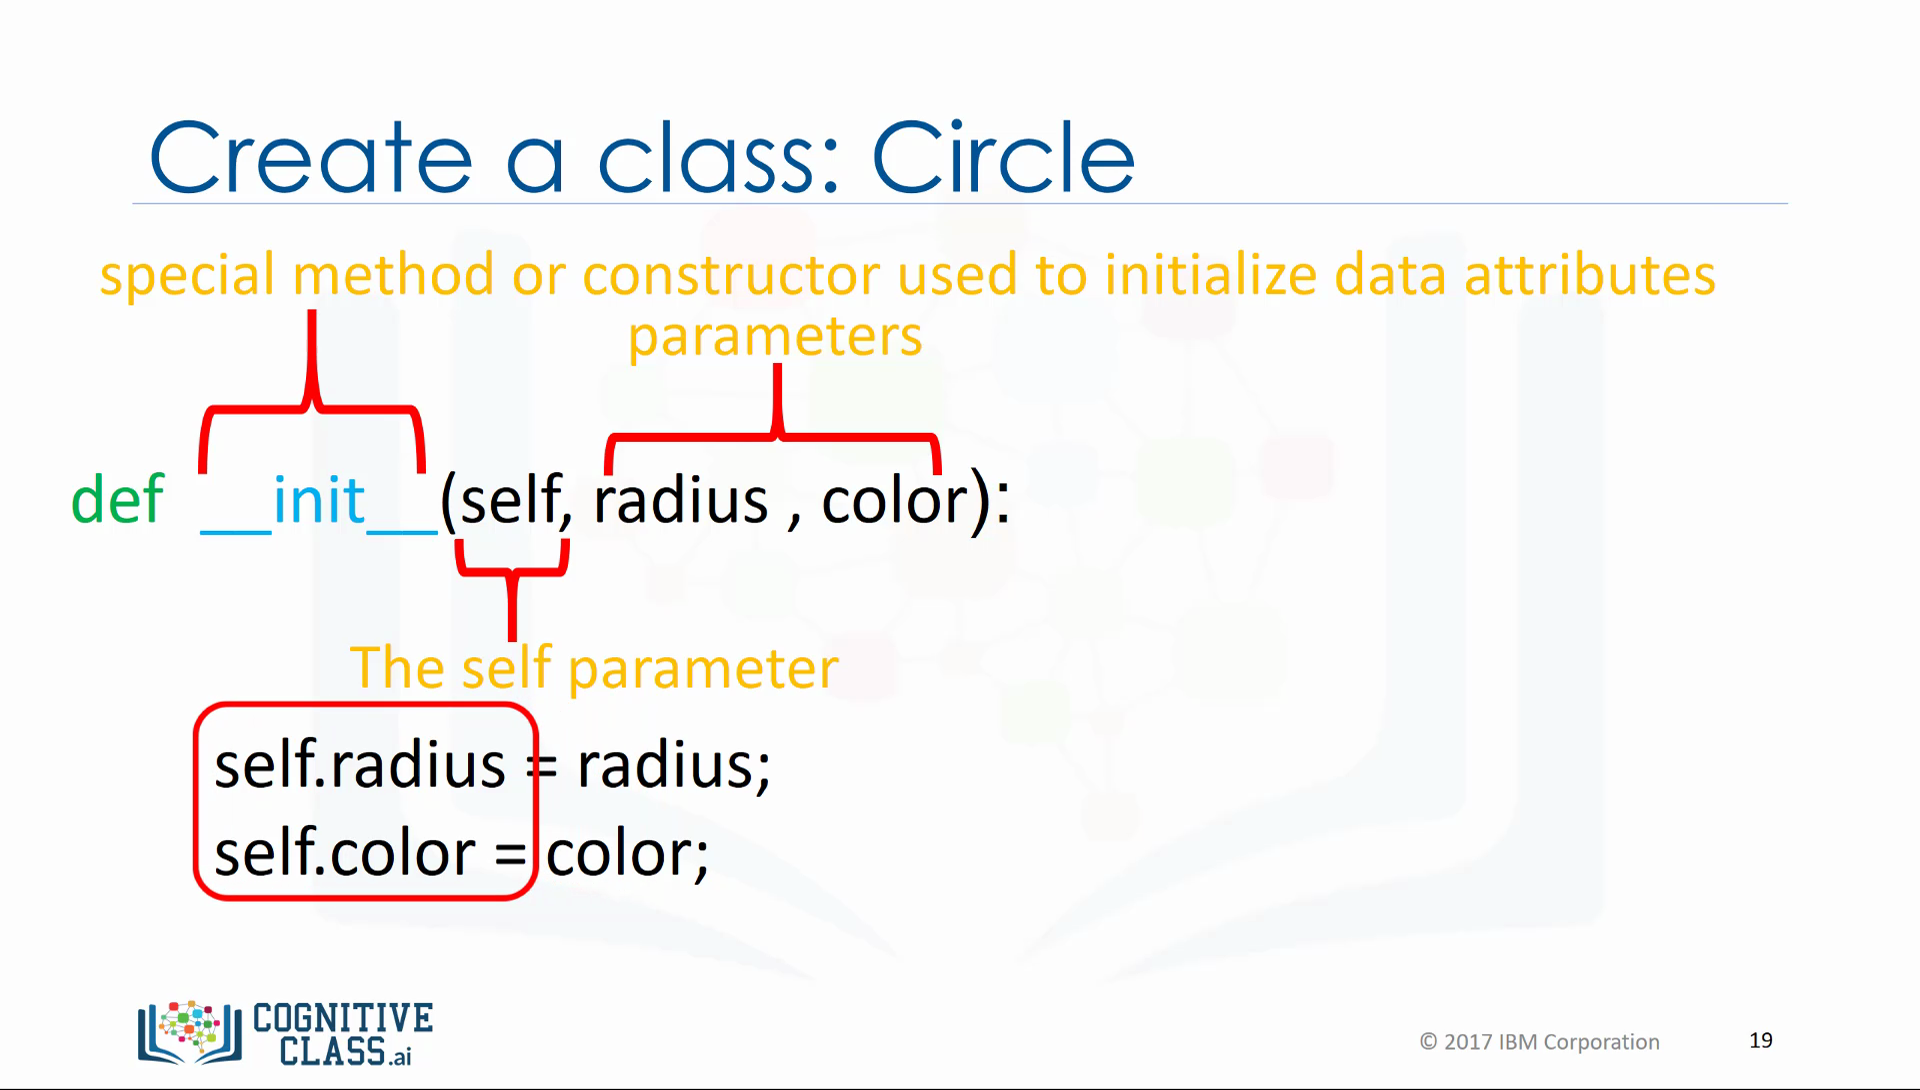 Create a class: Circle
special method or constructor used to initialize data attributes
parameters
def __init__(self, radius , color):
The self parameter
self.radius = radius;
self.color = color;
COGNITIVE
CLASS.ai
© 2017 IBM Corporation 19